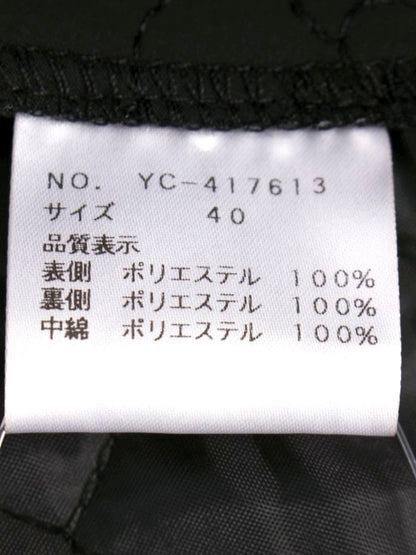 NO. YC-417613
サイズ 40
品質表示
表側 ポリエステル 100%
裏側 ポリエステル 100%
中綿 ポリエステル 100%